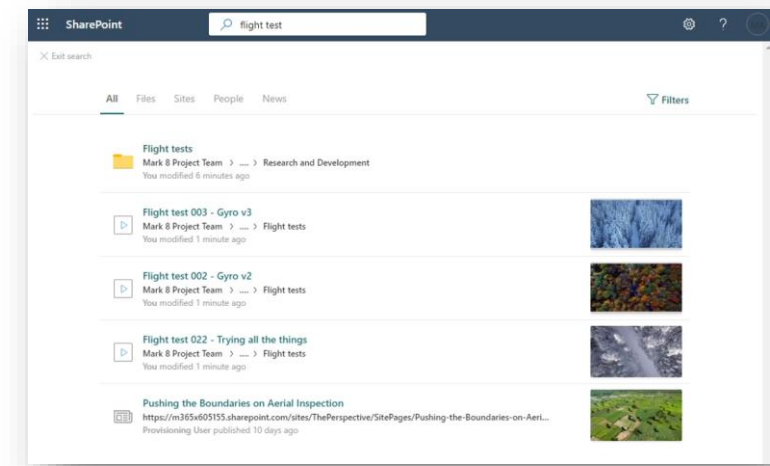 SharePoint
flight test
?
Exit search
All Files Sites People News
Filters
Flight tests
Mark 8 Project Team > ... > Research and Development
You modified 6 minutes ago
Flight test 003 - Gyro v3
Mark 8 Project Team > ... > Flight tests
You modified 1 minute ago
Flight test 002 - Gyro v2
Mark 8 Project Team > ... > Flight tests
You modified 1 minute ago
Flight test 022 - Trying all the things
Mark 8 Project Team > ... > Flight tests
You modified 1 minute ago
Pushing the Boundaries on Aerial Inspection
https://m365x605155.sharepoint.com/sites/ThePerspective/SitePages/Pushing-the-Boundaries-on-Aeri...
Provisioning User published 10 days ago